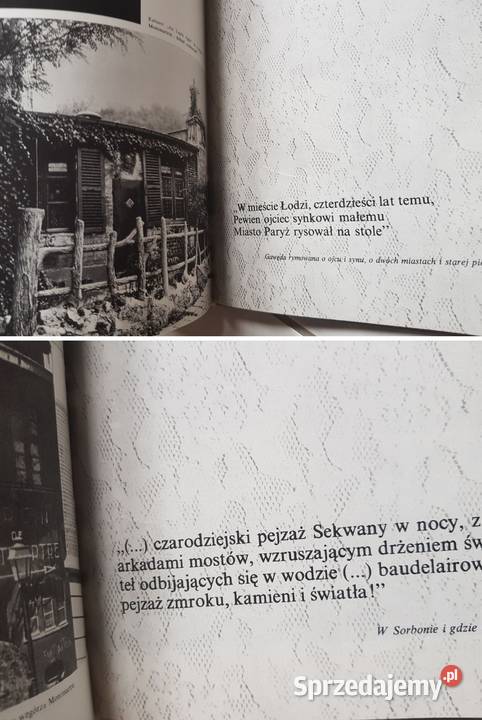 „W mieście Łodzi, czterdzieści lat temu,
Pewien ojciec synkowi małemu
Miasto Paryż rysował na stole”
Gawęda rymowana o ojcu i synu, o dwóch miastach i starej
„(...) czarodziejski pejzaż Sekwany w nocy, z
arkadami mostów, wzruszającym drżeniem
teł odbijających się w wodzie (...)
pejzaż zmroku, kamieni i światła!”
W Sorbonie i gdzie
Sprzedajemy.pl